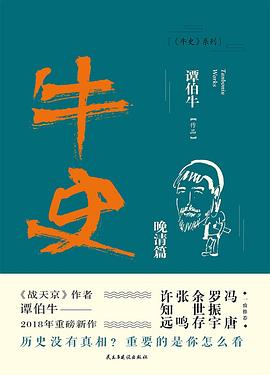 [《牛史》系列]
牛史
谭伯牛
【作品】
Tanboniu
Works
晚清篇
《战天京》作者
谭伯牛——
2018年重磅新作
冯唐
罗振宇
余世存
张鸣
许知远
一致推荐
历史没有真相？重要的是你怎么看
民主与建设出版社